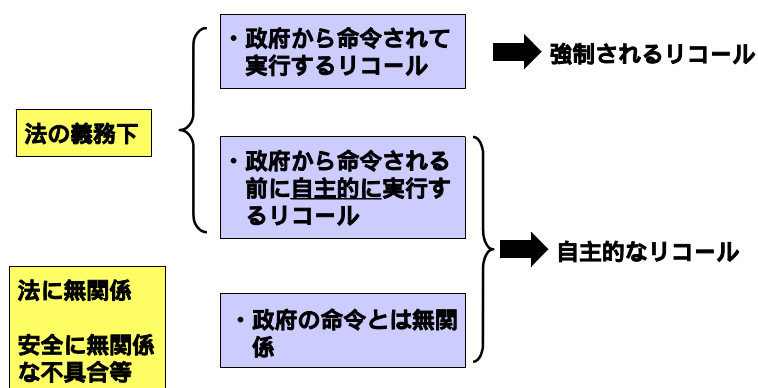 ・政府から命令されて
実行するリコール
強制されるリコール
法の義務下
・政府から命令される
前に自主的に実行す
るリコール
自主的なリコール
法に無関係
安全に無関係
な不具合等
・政府の命令とは無関
係